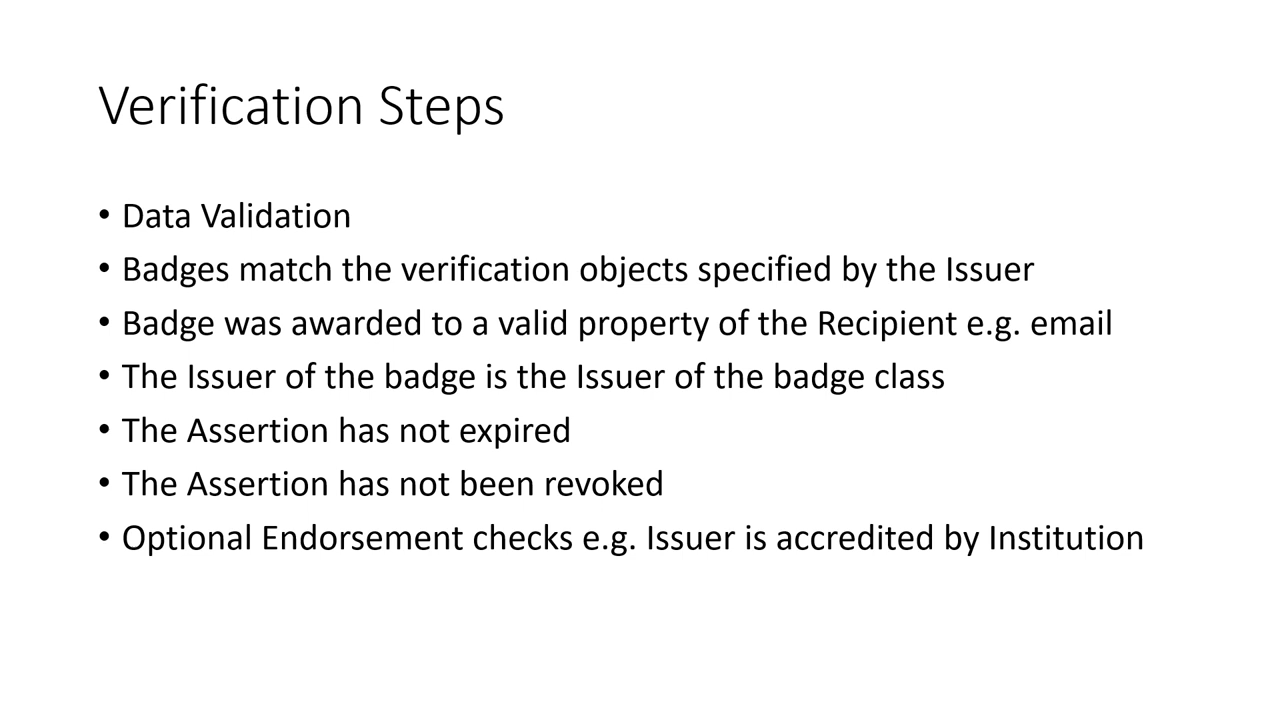 Verification Steps
• Data Validation
• Badges match the verification objects specified by the Issuer
• Badge was awarded to a valid property of the Recipient e.g. email
• The Issuer of the badge is the Issuer of the badge class
• The Assertion has not expired
• The Assertion has not been revoked
• Optional Endorsement checks e.g. Issuer is accredited by Institution